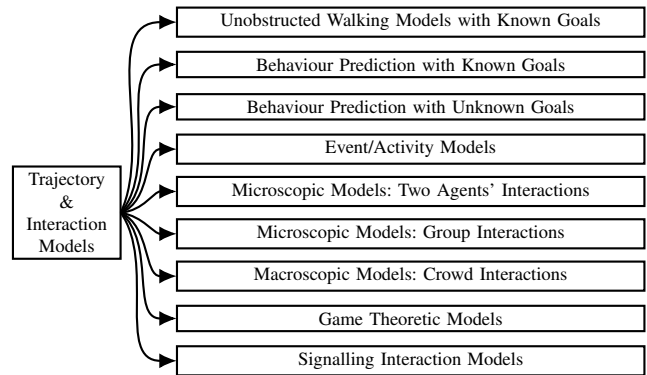 Unobstructed Walking Models with Known Goals
Behaviour Prediction with Known Goals
Behaviour Prediction with Unknown Goals
Event/Activity Models
Trajectory
&
Interaction
Models
Microscopic Models: Two Agents’ Interactions
Microscopic Models: Group Interactions
Macroscopic Models: Crowd Interactions
Game Theoretic Models
Signalling Interaction Models